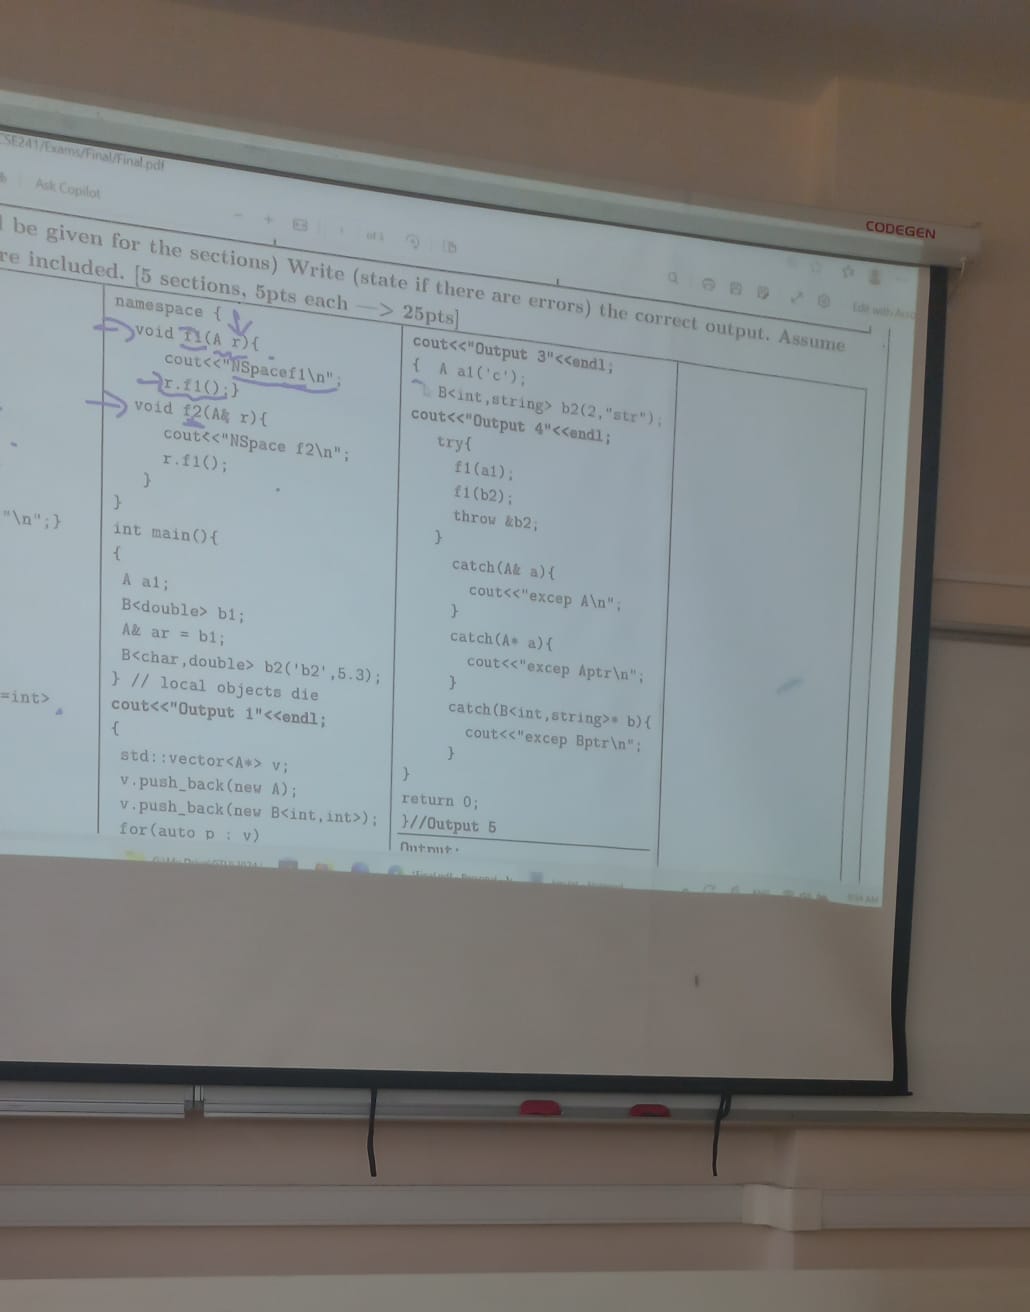 CSE241/Exams/Final/Final.pdf
Ask Copilot
CODEGEN
be given for the sections) Write (state if there are errors) the correct output. Assume
re included. [5 sections, 5pts each —> 25pts]
"\n";}
=int>
namespace {
void f1(A r){
cout<<"NSpacef1\n";
r.f1();}
void f2(A& r){
cout<<"NSpace f2\n";
r.f1();
}
}
int main(){
{
A a1;
B<double> b1;
A& ar = b1;
B<char,double> b2('b2',5.3);
} // local objects die
cout<<"Output 1"<<endl;
{
std::vector<A*> v;
v.push_back(new A);
v.push_back(new B<int,int>);
for(auto p : v)
cout<<"Output 3"<<endl;
{ A a1('c');
B<int,string> b2(2,"str");
cout<<"Output 4"<<endl;
try{
f1(a1);
f1(b2);
throw &b2;
}
catch(A& a){
cout<<"excep A\n";
}
catch(A* a){
cout<<"excep Aptr\n";
}
catch(B<int,string>* b){
cout<<"excep Bptr\n";
}
}
return 0;
}//Output 5
Output: